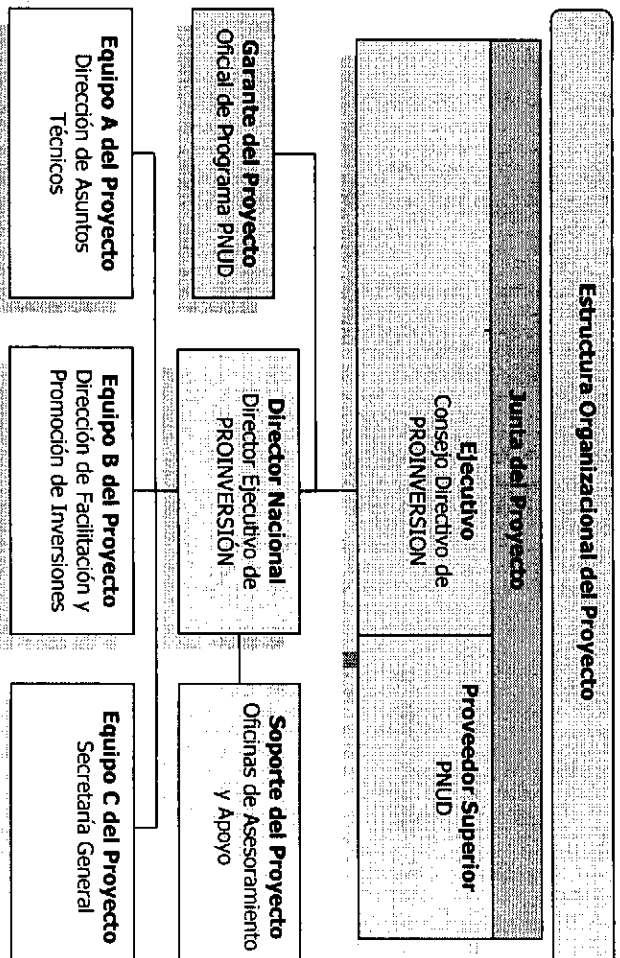 Estructura Organizacional del Proyecto
Junta del Proyecto
Ejecutivo
Consejo Directivo de
PROINVERSIÓN
Proveedor Superior
PNUD
Garante del Proyecto
Oficial de Programa PNUD
Director Nacional
Director Ejecutivo de
PROINVERSIÓN
Soporte del Proyecto
Oficinas de Asesoramiento
y Apoyo
Equipo A del Proyecto
Dirección de Asuntos
Técnicos
Equipo B del Proyecto
Dirección de Facilitación y
Promoción de Inversiones
Equipo C del Proyecto
Secretaría General